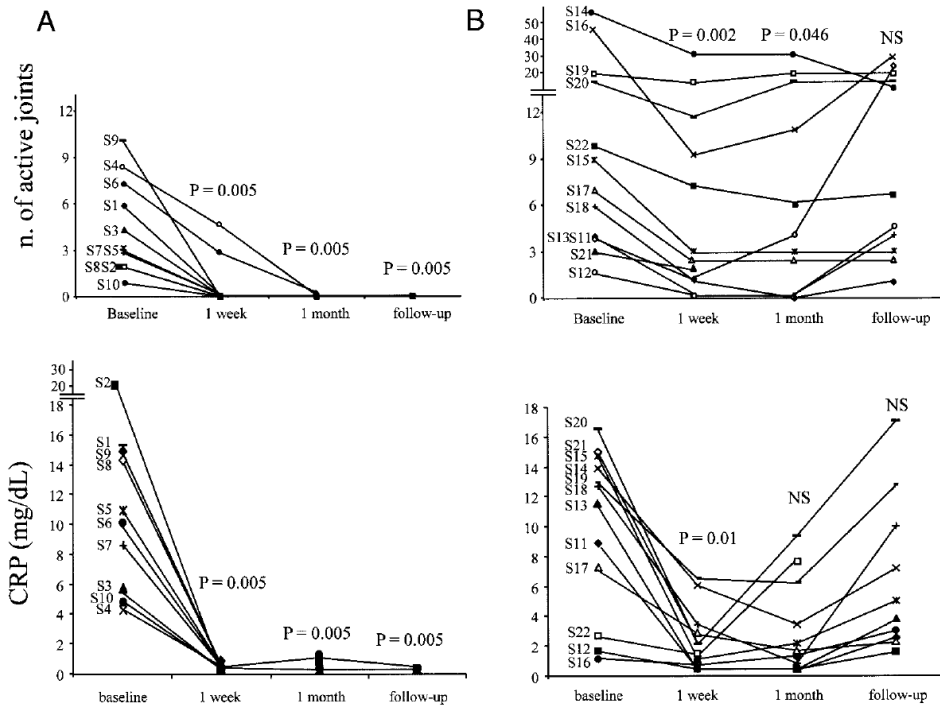 A
n. of active joints
12
9
6
3
0
S9
S4
S6
S1
S3
S7S5
S8S2
S10
P = 0.005
P = 0.005
P = 0.005
Baseline
1 week
1 month
follow-up
B
50
40
30
20
12
9
6
3
0
S14
S16
S19
S20
S22
S15
S17
S18
S13S11
S21
S12
P = 0.002
P = 0.046
NS
Baseline
1 week
1 month
follow-up
CRP (mg/dL)
30
20
18
16
14
12
10
8
6
4
2
0
S2
S1
S9
S8
S5
S6
S7
S3
S10
S4
P = 0.005
P = 0.005
P = 0.005
baseline
1 week
1 month
follow-up
18
16
14
12
10
8
6
4
2
0
S20
S21
S15
S14
S19
S18
S13
S11
S17
S22
S12
S16
P = 0.01
NS
NS
baseline
1 week
1 month
follow-up